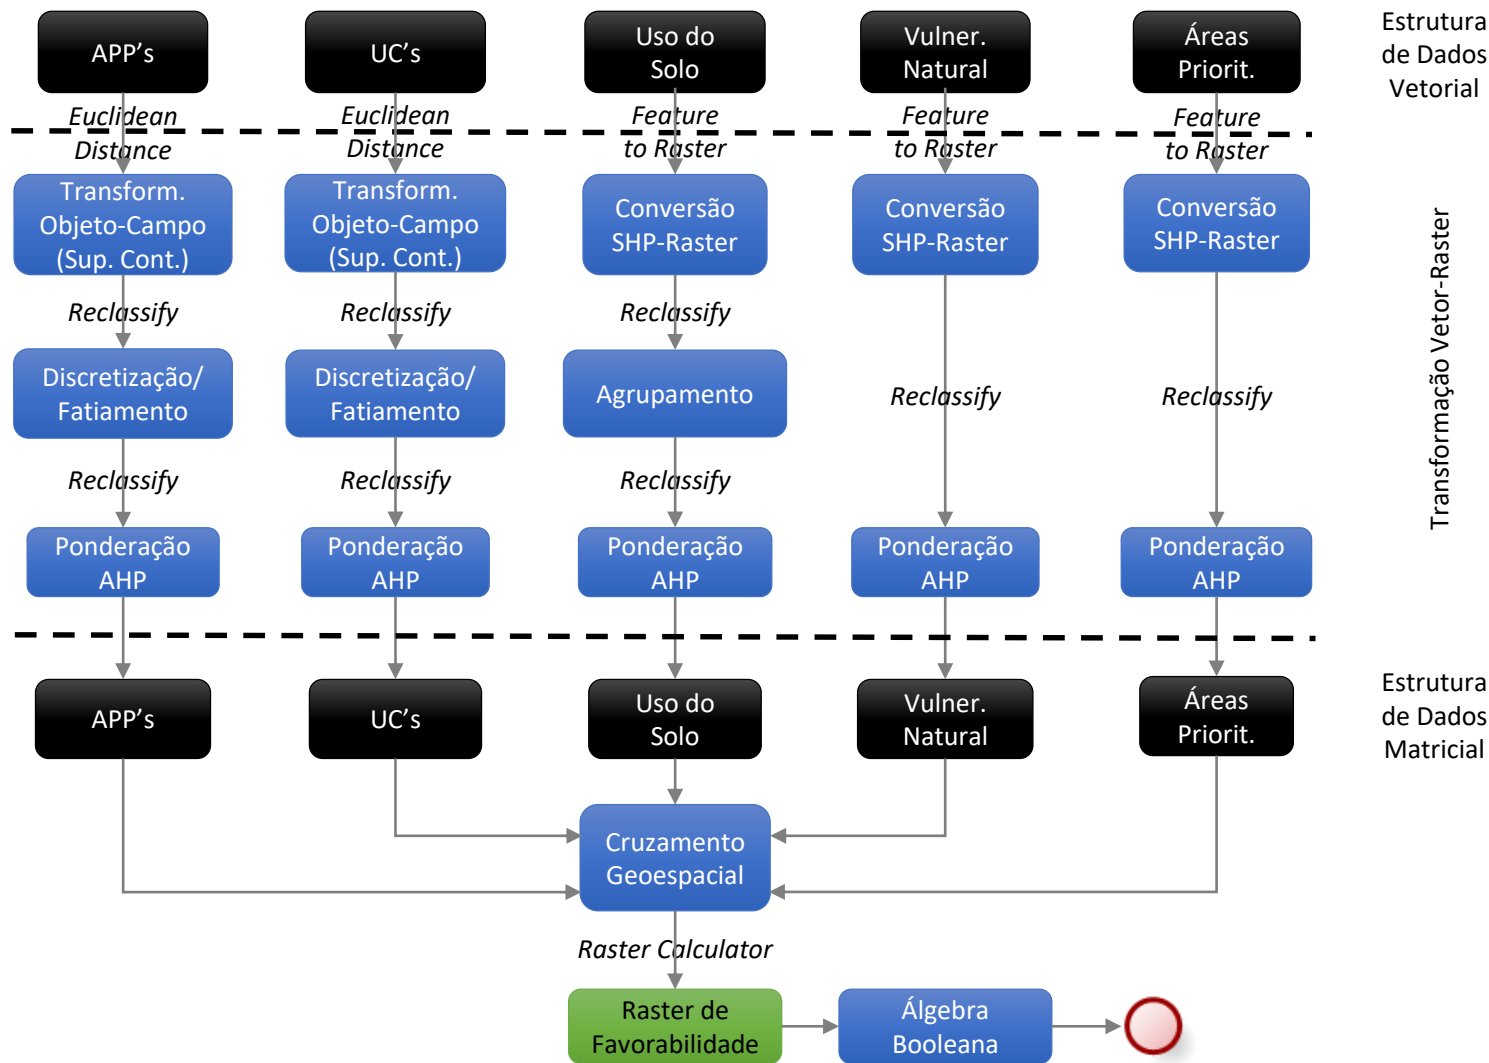 APP's
UC's
Uso do
Solo
Vulner.
Natural
Áreas
Priorit.
Estrutura
de Dados
Vetorial
Euclidean
Distance
Euclidean
Distance
Feature
to Raster
Feature
to Raster
Feature
to Raster
Transform.
Objeto-Campo
(Sup. Cont.)
Transform.
Objeto-Campo
(Sup. Cont.)
Conversão
SHP-Raster
Conversão
SHP-Raster
Conversão
SHP-Raster
Transformação Vetor-Raster
Reclassify
Reclassify
Reclassify
Discretização/
Fatiamento
Discretização/
Fatiamento
Agrupamento
Reclassify
Reclassify
Reclassify
Reclassify
Reclassify
Ponderação
AHP
Ponderação
AHP
Ponderação
AHP
Ponderação
AHP
Ponderação
AHP
APP's
UC's
Uso do
Solo
Vulner.
Natural
Áreas
Priorit.
Estrutura
de Dados
Matricial
Cruzamento
Geoespacial
Raster Calculator
Raster de
Favorabilidade
Álgebra
Booleana